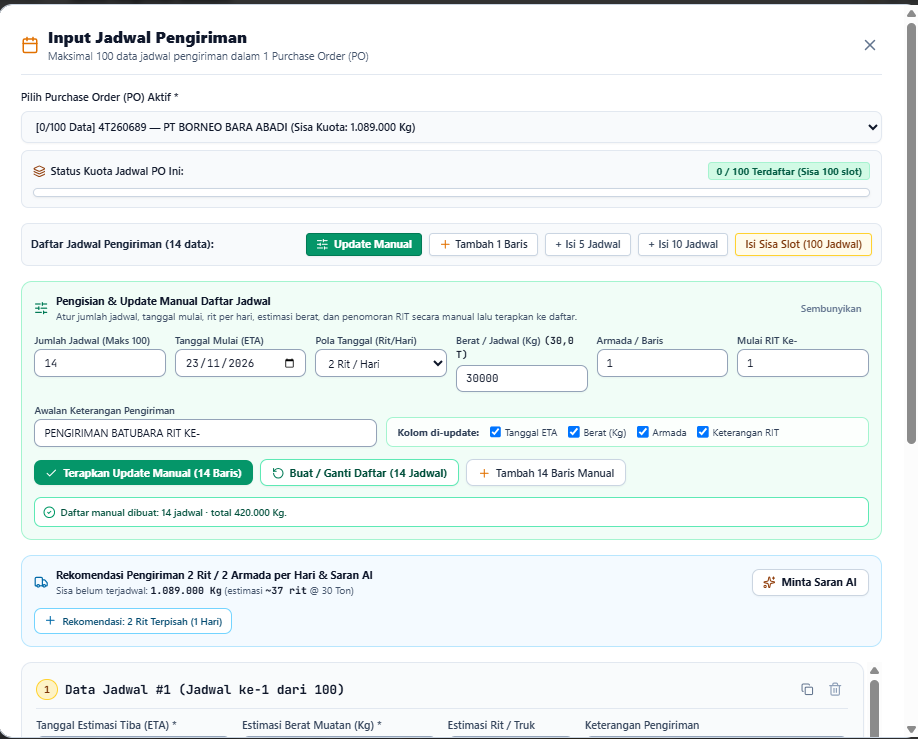 Input Jadwal Pengiriman
Maksimal 100 data jadwal pengiriman dalam 1 Purchase Order (PO)
Pilih Purchase Order (PO) Aktif *
[0/100 Data] 4T260689 — PT BORNEO BARA ABADI (Sisa Kuota: 1.089.000 Kg)
Status Kuota Jadwal PO Ini:
0 / 100 Terdaftar (Sisa 100 slot)
Daftar Jadwal Pengiriman (14 data):
Update Manual
+ Tambah 1 Baris
+ Isi 5 Jadwal
+ Isi 10 Jadwal
Isi Sisa Slot (100 Jadwal)
Pengisian & Update Manual Daftar Jadwal
Atur jumlah jadwal, tanggal mulai, rit per hari, estimasi berat, dan penomoran RIT secara manual lalu terapkan ke daftar.
Sembunyikan
Jumlah Jadwal (Maks 100)
14
Tanggal Mulai (ETA)
23/11/2026
Pola Tanggal (Rit/Hari)
2 Rit / Hari
Berat / Jadwal (Kg) (30,0
T)
30000
Armada / Baris
1
Mulai RIT Ke-
1
Awalan Keterangan Pengiriman
PENGIRIMAN BATUBARA RIT KE-
Kolom di-update:
Tanggal ETA
Berat (Kg)
Armada
Keterangan RIT
Terapkan Update Manual (14 Baris)
Buat / Ganti Daftar (14 Jadwal)
+ Tambah 14 Baris Manual
Daftar manual dibuat: 14 jadwal · total 420.000 Kg.
Rekomendasi Pengiriman 2 Rit / 2 Armada per Hari & Saran AI
Sisa belum terjadwal: 1.089.000 Kg (estimasi ~37 rit @ 30 Ton)
Minta Saran AI
+ Rekomendasi: 2 Rit Terpisah (1 Hari)
1
Data Jadwal #1 (Jadwal ke-1 dari 100)
Tanggal Estimasi Tiba (ETA) *
Estimasi Berat Muatan (Kg) *
Estimasi Rit / Truk
Keterangan Pengiriman